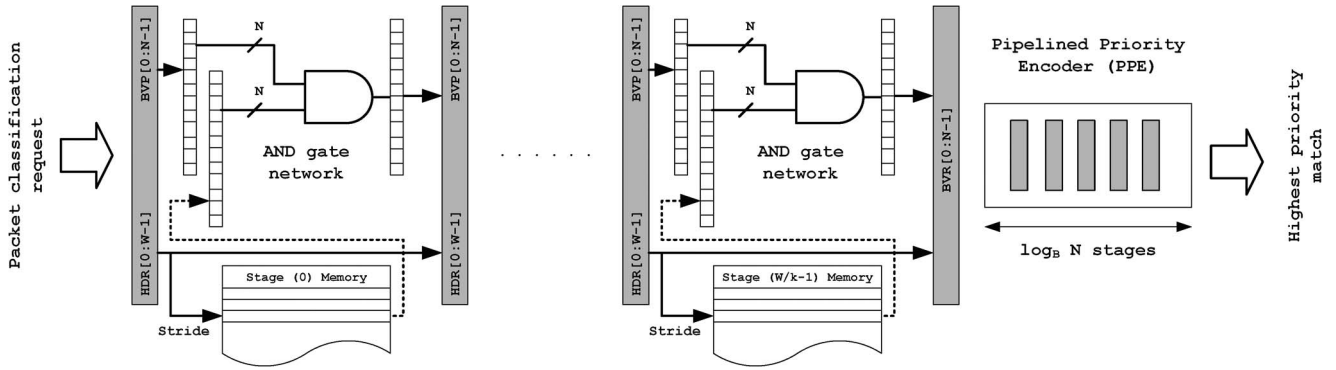 Packet classification
request
BVP[0:N-1]
HDR[0:W-1]
N
N
AND gate
network
Stage (0) Memory
Stride
BVP[0:N-1]
HDR[0:W-1]
. . . . . .
BVP[0:N-1]
HDR[0:W-1]
N
N
AND gate
network
Stage (W/k-1) Memory
Stride
BVR[0:N-1]
Pipelined Priority
Encoder (PPE)
log_B N stages
Highest priority
match